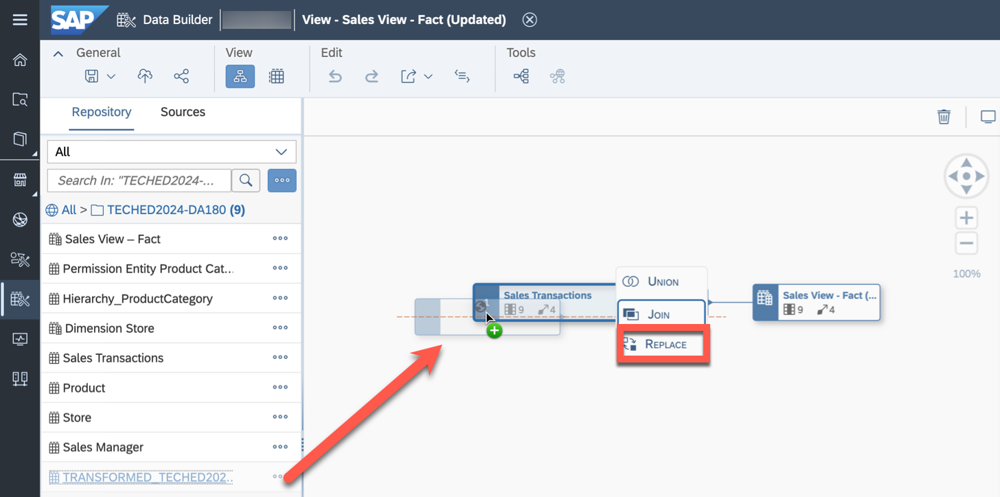 SAP
Data Builder
View - Sales View - Fact (Updated)
General
View
Edit
Tools
Repository
Sources
All
Search In: "TECHED2024-...
All > TECHED2024-DA180 (9)
Sales View – Fact
Permission Entity Product Cat...
Hierarchy_ProductCategory
Dimension Store
Sales Transactions
Product
Store
Sales Manager
TRANSFORMED_TECHED202..
Sales Transactions
1
9 4
UNION
JOIN
REPLACE
Sales View - Fact (...
9 4
100%